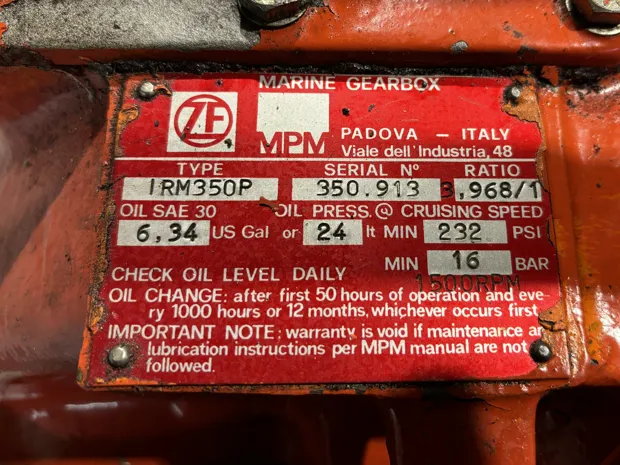 MARINE GEARBOX
ZF
MPM PADOVA – ITALY
Viale dell'Industria, 48
TYPE SERIAL Nº RATIO
IRM350P 350.913 3,968/1
OIL SAE 30 OIL PRESS. @ CRUISING SPEED
6,34 US Gal or 24 lt MIN 232 PSI
MIN 16 BAR
CHECK OIL LEVEL DAILY 1500RPM
OIL CHANGE: after first 50 hours of operation and eve-
ry 1000 hours or 12 months, whichever occurs first
IMPORTANT NOTE: warranty is void if maintenance
lubrication instructions per MPM manual are not
followed.